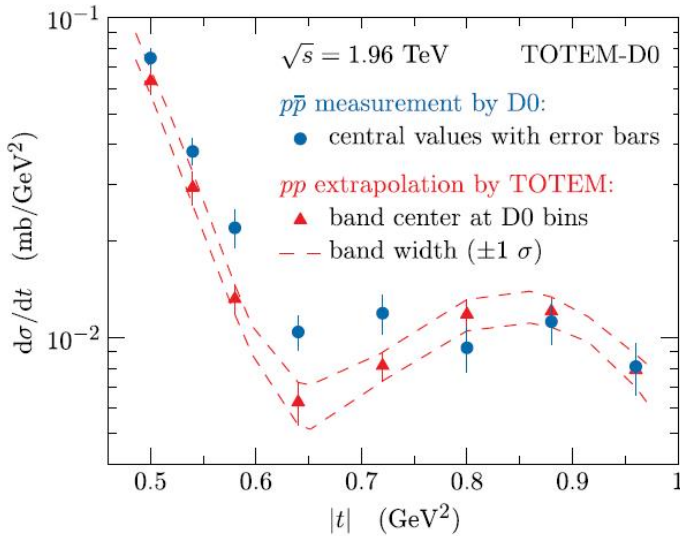 10⁻¹
10⁻²
dσ/dt (mb/GeV²)
√s = 1.96 TeV TOTEM-D0
pp̄ measurement by D0:
central values with error bars
pp extrapolation by TOTEM:
band center at D0 bins
band width (±1 σ)
0.5 0.6 0.7 0.8 0.9 1
|t| (GeV²)